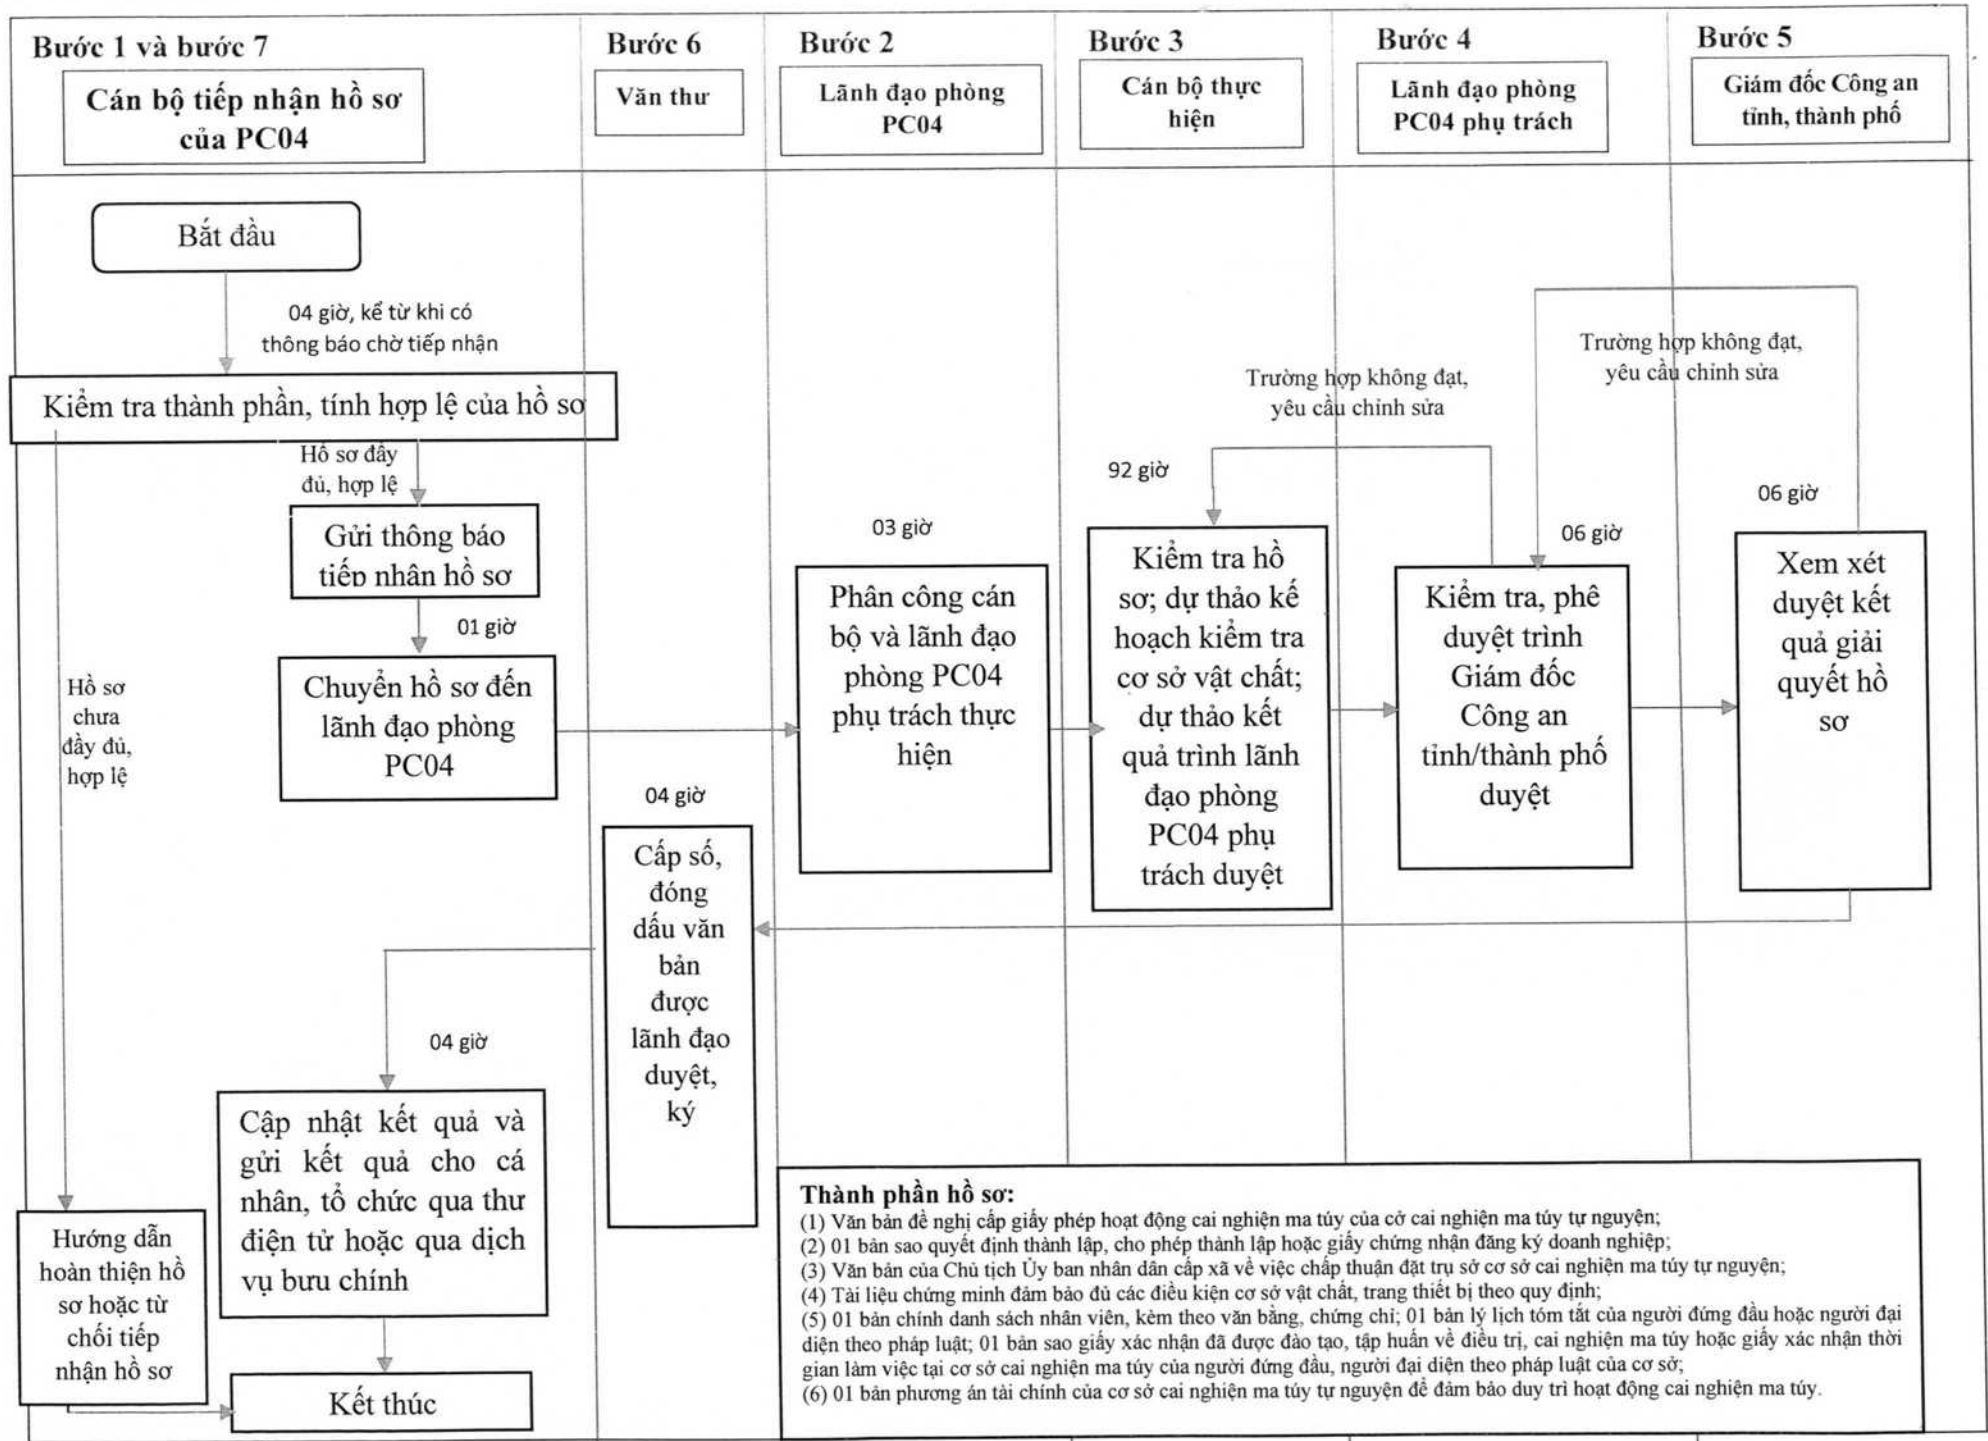 Bước 1 và bước 7
Cán bộ tiếp nhận hồ sơ
của PC04
Bước 6
Văn thư
Bước 2
Lãnh đạo phòng
PC04
Bước 3
Cán bộ thực
hiện
Bước 4
Lãnh đạo phòng
PC04 phụ trách
Bước 5
Giám đốc Công an
tỉnh, thành phố
Bắt đầu
04 giờ, kể từ khi có
thông báo chờ tiếp nhận
Kiểm tra thành phần, tính hợp lệ của hồ sơ
Hồ sơ đầy
đủ, hợp lệ
Gửi thông báo
tiếp nhận hồ sơ
01 giờ
Chuyển hồ sơ đến
lãnh đạo phòng
PC04
Hồ sơ
chưa
đầy đủ,
hợp lệ
03 giờ
Phân công cán
bộ và lãnh đạo
phòng PC04
phụ trách thực
hiện
Trường hợp không đạt,
yêu cầu chỉnh sửa
92 giờ
Kiểm tra hồ
sơ; dự thảo kế
hoạch kiểm tra
cơ sở vật chất;
dự thảo kết
quả trình lãnh
đạo phòng
PC04 phụ
trách duyệt
Trường hợp không đạt,
yêu cầu chỉnh sửa
06 giờ
Kiểm tra, phê
duyệt trình
Giám đốc
Công an
tỉnh/thành phố
duyệt
06 giờ
Xem xét
duyệt kết
quả giải
quyết hồ
sơ
04 giờ
Cấp số,
đóng
dấu văn
bản
được
lãnh đạo
duyệt,
ký
04 giờ
Cập nhật kết quả và
gửi kết quả cho cá
nhân, tổ chức qua thư
điện tử hoặc qua dịch
vụ bưu chính
Hướng dẫn
hoàn thiện hồ
sơ hoặc từ
chối tiếp
nhận hồ sơ
Kết thúc
Thành phần hồ sơ:
(1) Văn bản đề nghị cấp giấy phép hoạt động cai nghiện ma túy của cở cai nghiện ma túy tự nguyện;
(2) 01 bản sao quyết định thành lập, cho phép thành lập hoặc giấy chứng nhận đăng ký doanh nghiệp;
(3) Văn bản của Chủ tịch Ủy ban nhân dân cấp xã về việc chấp thuận đặt trụ sở cơ sở cai nghiện ma túy tự nguyện;
(4) Tài liệu chứng minh đảm bảo đủ các điều kiện cơ sở vật chất, trang thiết bị theo quy định;
(5) 01 bản chính danh sách nhân viên, kèm theo văn bằng, chứng chỉ; 01 bản lý lịch tóm tắt của người đứng đầu hoặc người đại
diện theo pháp luật; 01 bản sao giấy xác nhận đã được đào tạo, tập huấn về điều trị, cai nghiện ma túy hoặc giấy xác nhận thời
gian làm việc tại cơ sở cai nghiện ma túy của người đứng đầu, người đại diện theo pháp luật của cơ sở;
(6) 01 bản phương án tài chính của cơ sở cai nghiện ma túy tự nguyện để đảm bảo duy trì hoạt động cai nghiện ma túy.